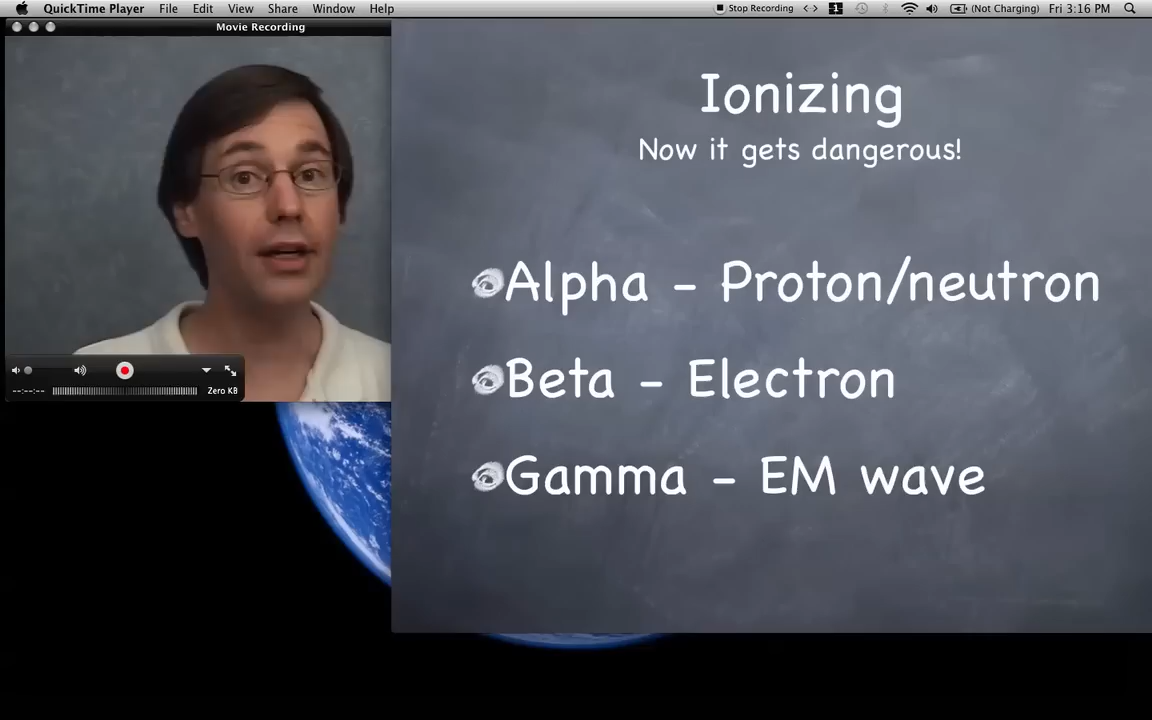 QuickTime Player File Edit View Share Window Help Stop Recording 1 (Not Charging) Fri 3:16 PM
Movie Recording
Ionizing
Now it gets dangerous!
Alpha - Proton/neutron
Beta - Electron
Gamma - EM wave
--:--:-- Zero KB